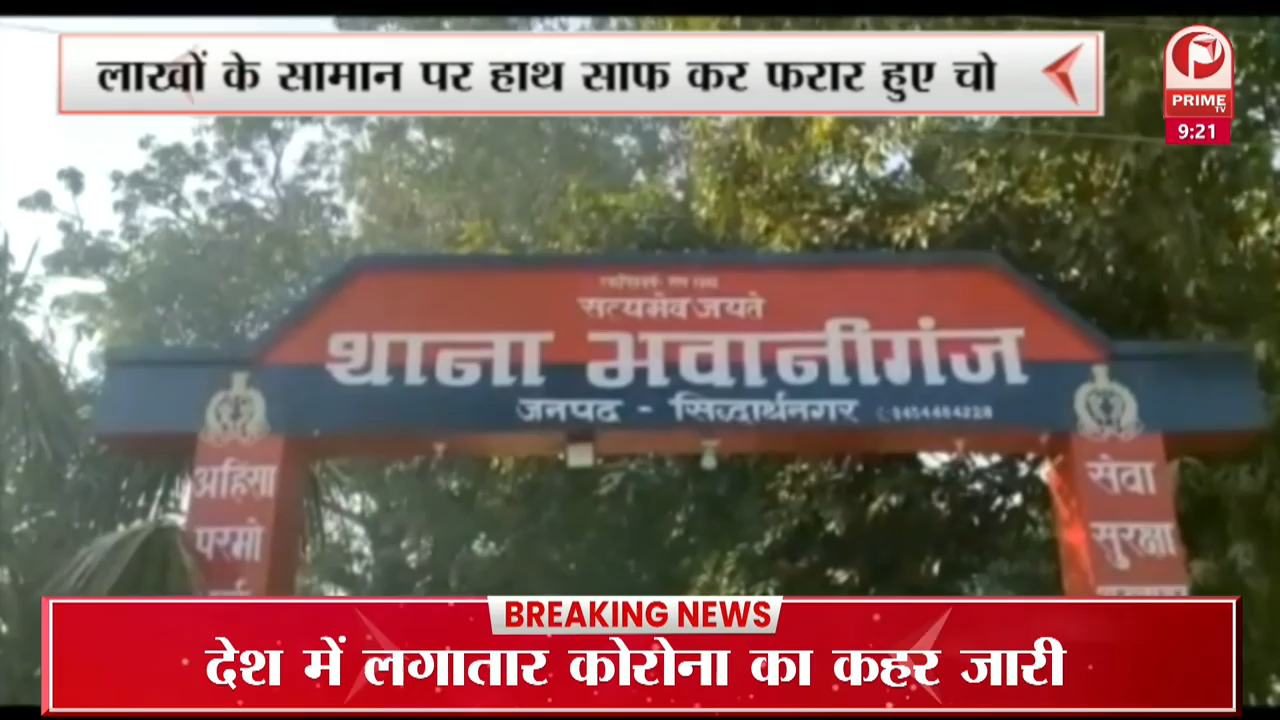 लाखों के सामान पर हाथ साफ कर फरार हुए चो
PRIME
TV
9:21
सत्यमेव जयते
थाना भवानीगंज
जनपद - सिद्धार्थनगर
अहिंसा
परमो
सेवा
सुरक्षा
BREAKING NEWS
देश में लगातार कोरोना का कहर जारी